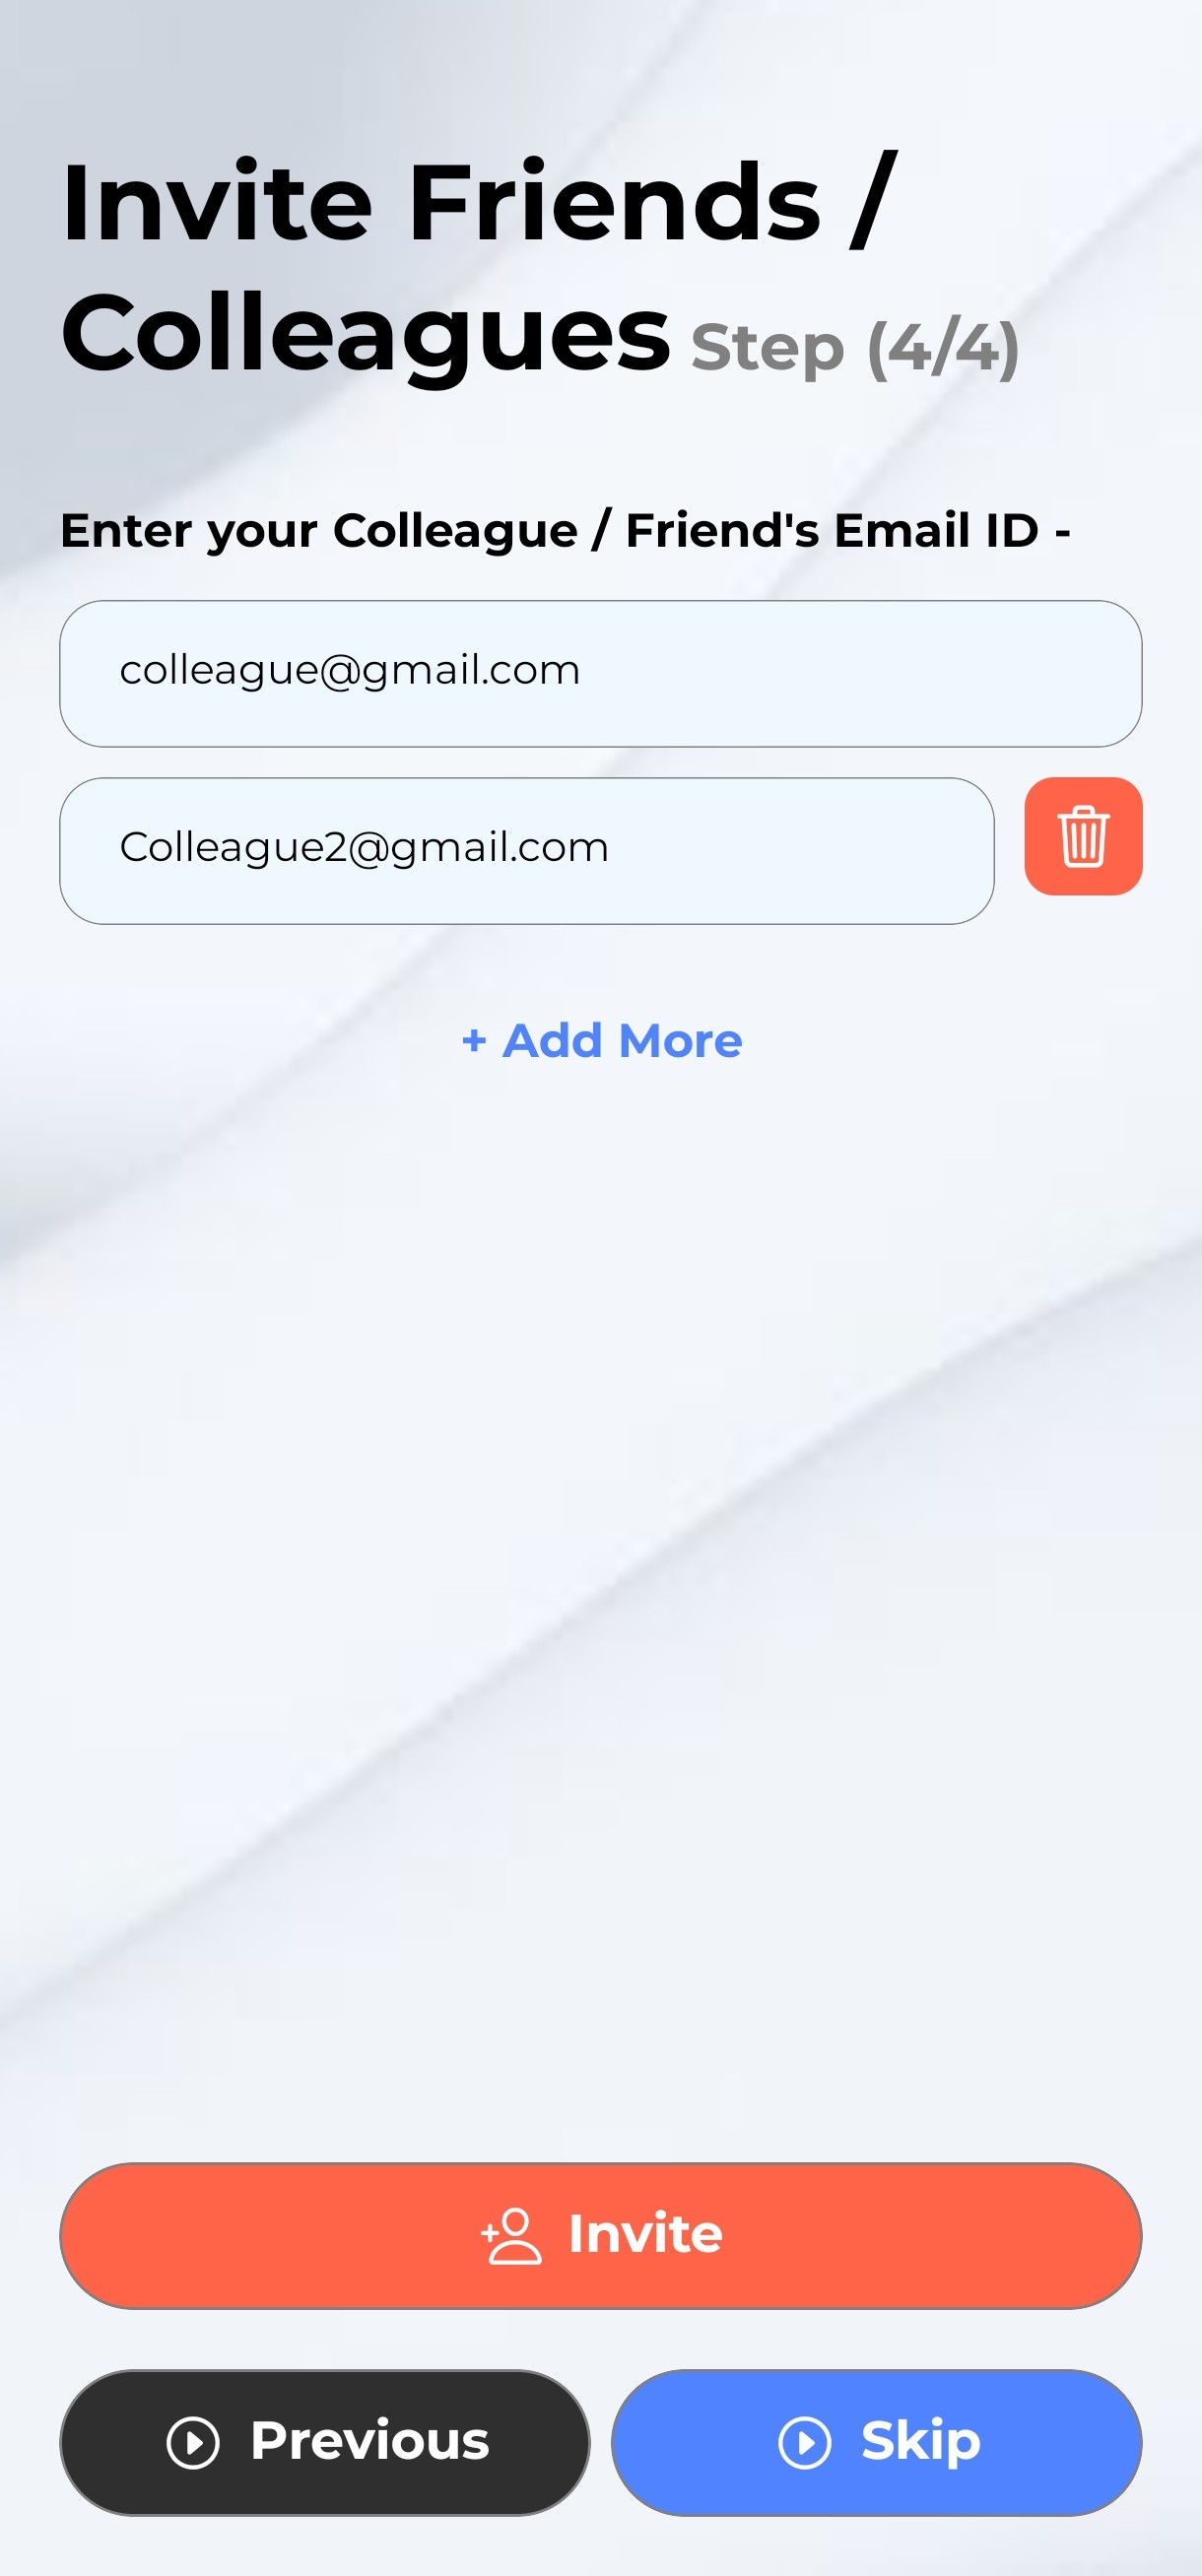 Invite Friends /
Colleagues Step (4/4)
Enter your Colleague / Friend's Email ID -
colleague@gmail.com
Colleague2@gmail.com
+ Add More
Invite
Previous
Skip